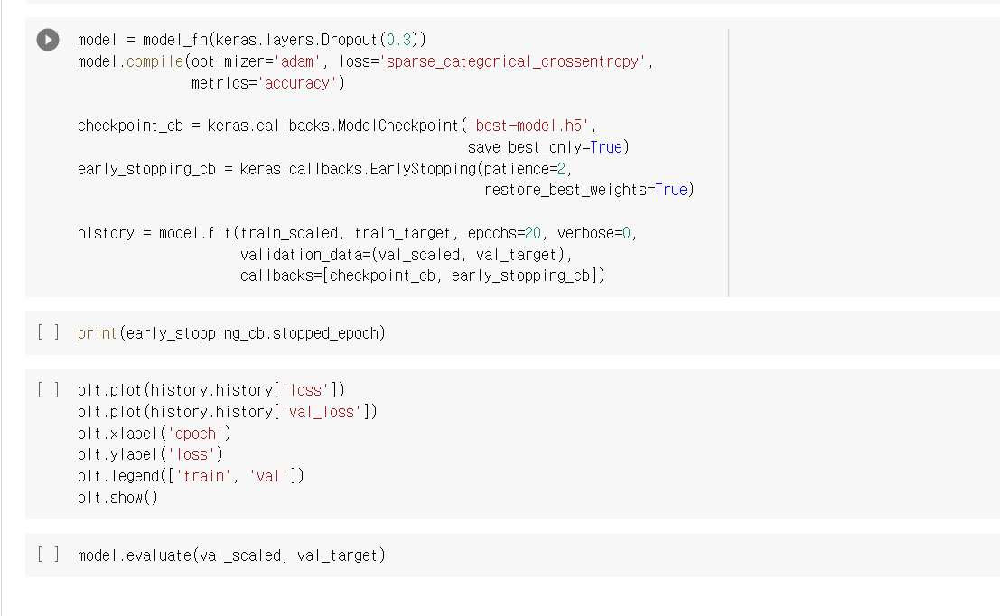 model = model_fn(keras.layers.Dropout(0.3))
model.compile(optimizer='adam', loss='sparse_categorical_crossentropy',
              metrics='accuracy')
checkpoint_cb = keras.callbacks.ModelCheckpoint('best-model.h5',
                                                save_best_only=True)
early_stopping_cb = keras.callbacks.EarlyStopping(patience=2,
                                                  restore_best_weights=True)
history = model.fit(train_scaled, train_target, epochs=20, verbose=0,
                    validation_data=(val_scaled, val_target),
                    callbacks=[checkpoint_cb, early_stopping_cb])
[ ] print(early_stopping_cb.stopped_epoch)
[ ] plt.plot(history.history['loss'])
plt.plot(history.history['val_loss'])
plt.xlabel('epoch')
plt.ylabel('loss')
plt.legend(['train', 'val'])
plt.show()
[ ] model.evaluate(val_scaled, val_target)